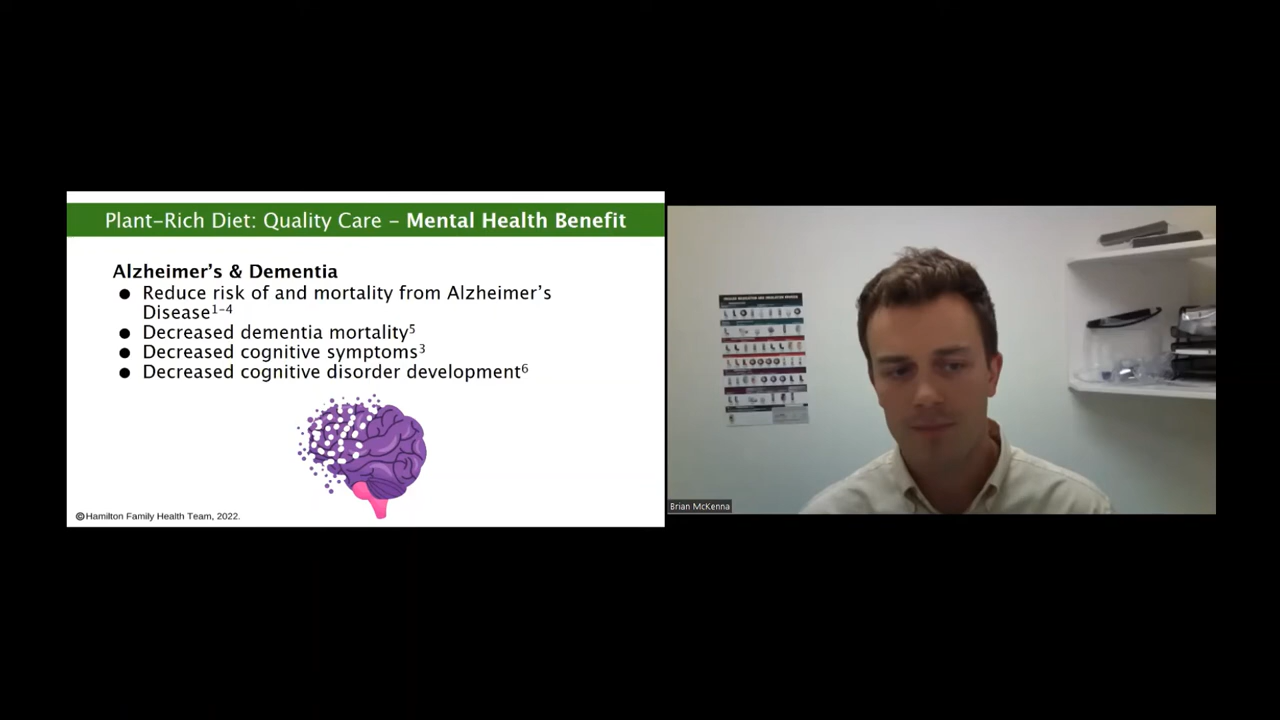 Plant-Rich Diet: Quality Care – Mental Health Benefit
Alzheimer's & Dementia
● Reduce risk of and mortality from Alzheimer's
Disease1-4
● Decreased dementia mortality5
● Decreased cognitive symptoms3
● Decreased cognitive disorder development6
©Hamilton Family Health Team, 2022.
Brian McKenna